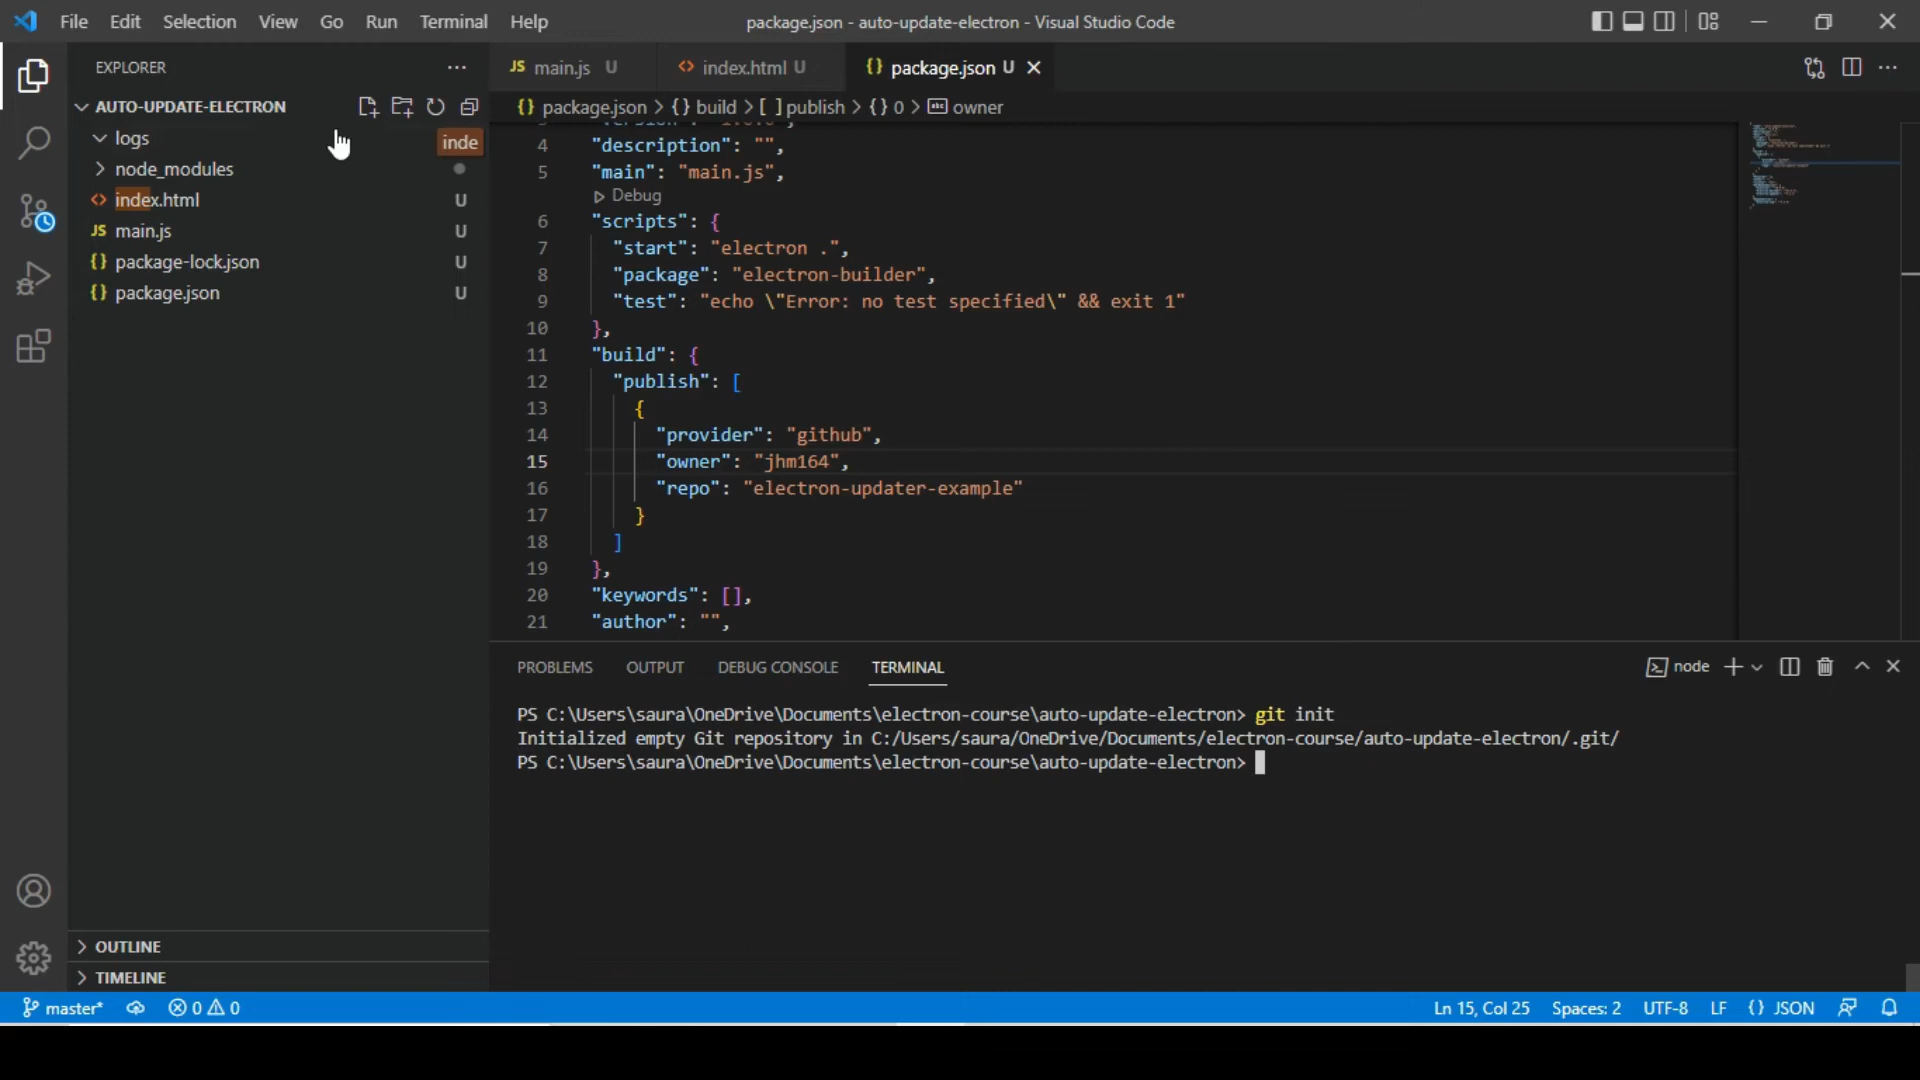 File Edit Selection View Go Run Terminal Help
package.json - auto-update-electron - Visual Studio Code
EXPLORER
AUTO-UPDATE-ELECTRON
logs
inde
node_modules
index.html U
JS main.js U
{} package-lock.json U
{} package.json U
OUTLINE
TIMELINE
JS main.js U
<> index.html U
{} package.json U
{} package.json > {} build > [ ] publish > {} 0 > abc owner
4 "description": "",
5 "main": "main.js",
Debug
6 "scripts": {
7 "start": "electron .",
8 "package": "electron-builder",
9 "test": "echo \"Error: no test specified\" && exit 1"
10 },
11 "build": {
12 "publish": [
13 {
14 "provider": "github",
15 "owner": "jhm164",
16 "repo": "electron-updater-example"
17 }
18 ]
19 },
20 "keywords": [],
21 "author": "",
PROBLEMS OUTPUT DEBUG CONSOLE TERMINAL
node
PS C:\Users\saura\OneDrive\Documents\electron-course\auto-update-electron> git init
Initialized empty Git repository in C:/Users/saura/OneDrive/Documents/electron-course/auto-update-electron/.git/
PS C:\Users\saura\OneDrive\Documents\electron-course\auto-update-electron>
master* 0 0
Ln 15, Col 25 Spaces: 2 UTF-8 LF {} JSON